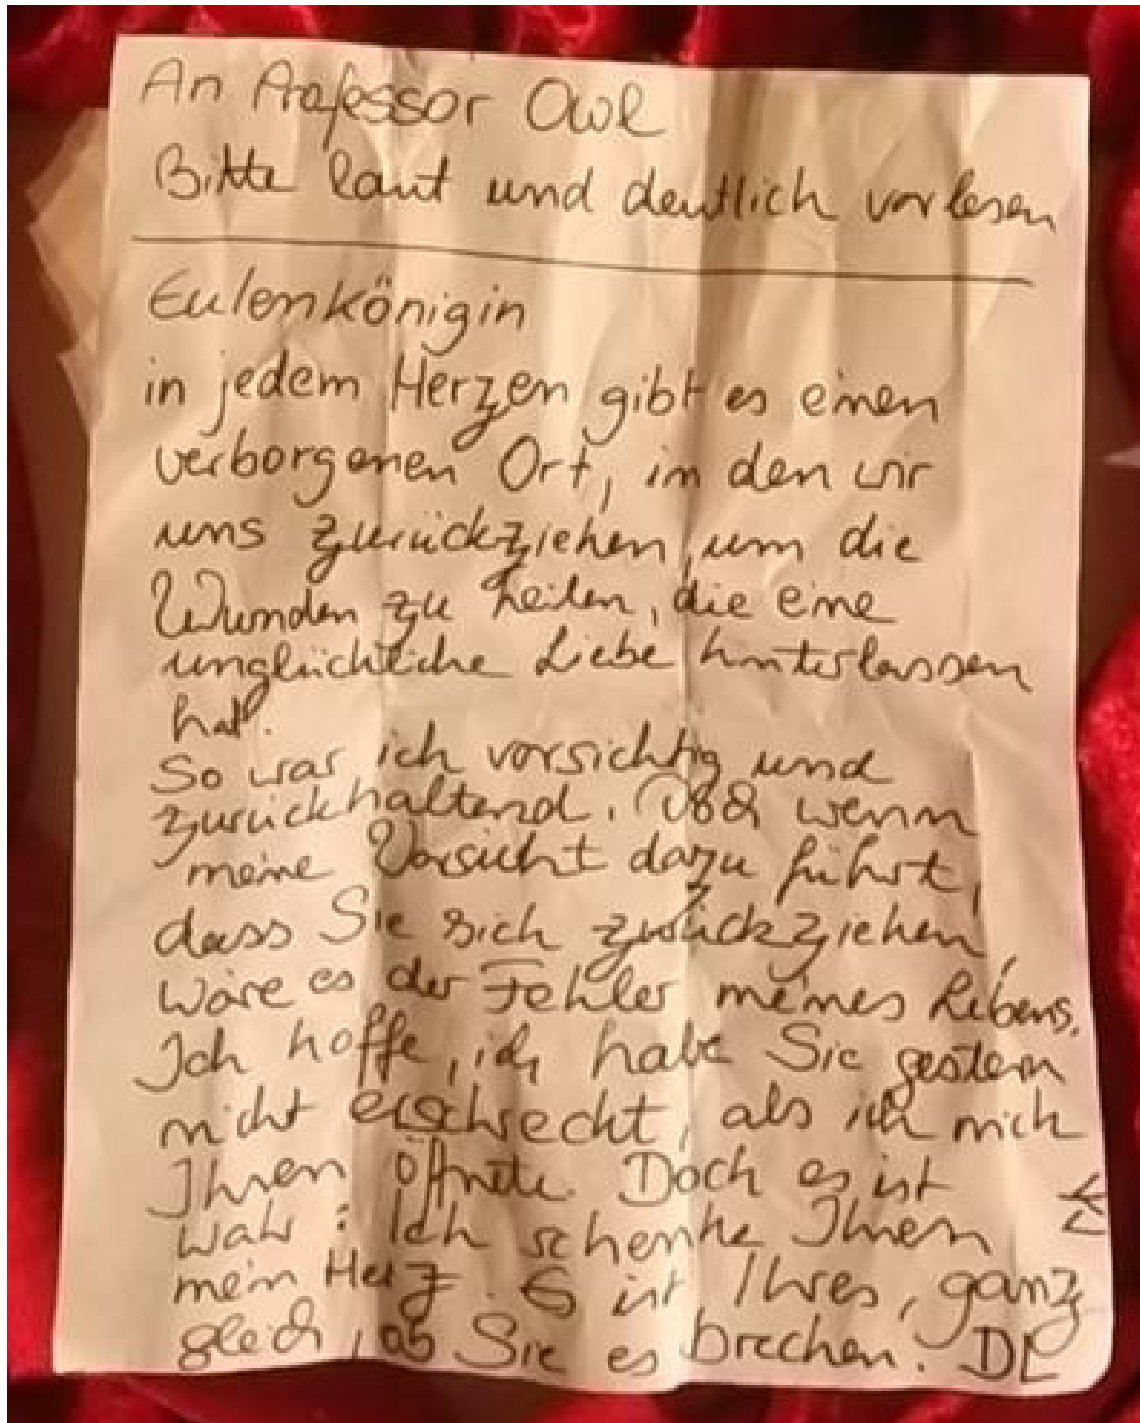 An Professor Owl
Bitte laut und deutlich vorlesen
Eulenkönigin
in jedem Herzen gibt es einen
verborgenen Ort, in den wir
uns zurückziehen, um die
Wunden zu heilen, die eine
unglückliche Liebe hinterlassen
hat.
So war ich vorsichtig und
zurückhaltend. Doch wenn
meine Vorsicht dazu führt,
dass Sie sich zurückziehen,
wäre es der Fehler meines Lebens.
Ich hoffe, ich habe Sie gestern
nicht erschreckt, als ich mich
Ihnen öffnete. Doch es ist
wahr: Ich schenke Ihnen
mein Herz. Es ist Ihres, ganz
gleich, ob Sie es brechen. DL